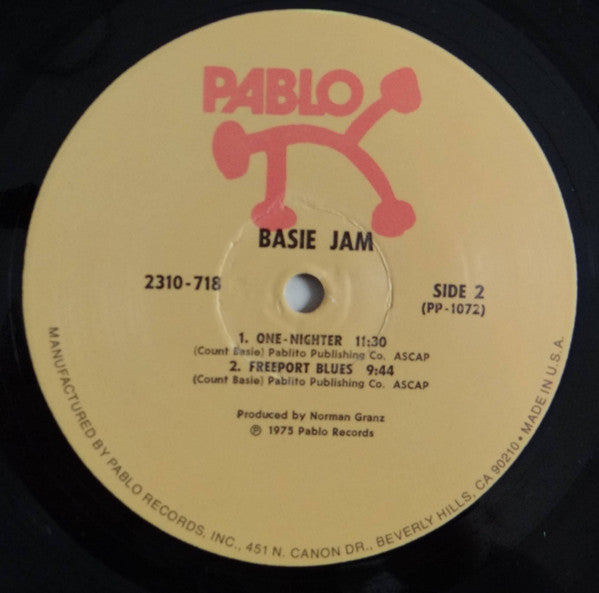 PABLO
BASIE JAM
2310-718
SIDE 2
(PP-1072)
1. ONE-NIGHTER 11:30
(Count Basie) Pablito Publishing Co. ASCAP
2. FREEPORT BLUES 9:44
(Count Basie) Pablito Publishing Co. ASCAP
Produced by Norman Granz
℗ 1975 Pablo Records
MANUFACTURED BY PABLO RECORDS, INC., 451 N. CANON DR., BEVERLY HILLS, CA 90210 • MADE IN U.S.A.